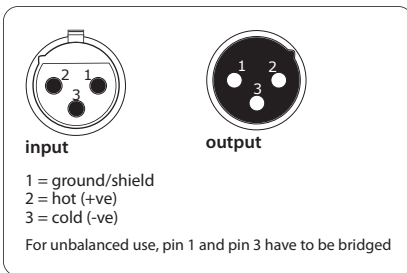 2 1
3
1 2
3
input
output
1 = ground/shield
2 = hot (+ve)
3 = cold (-ve)
For unbalanced use, pin 1 and pin 3 have to be bridged